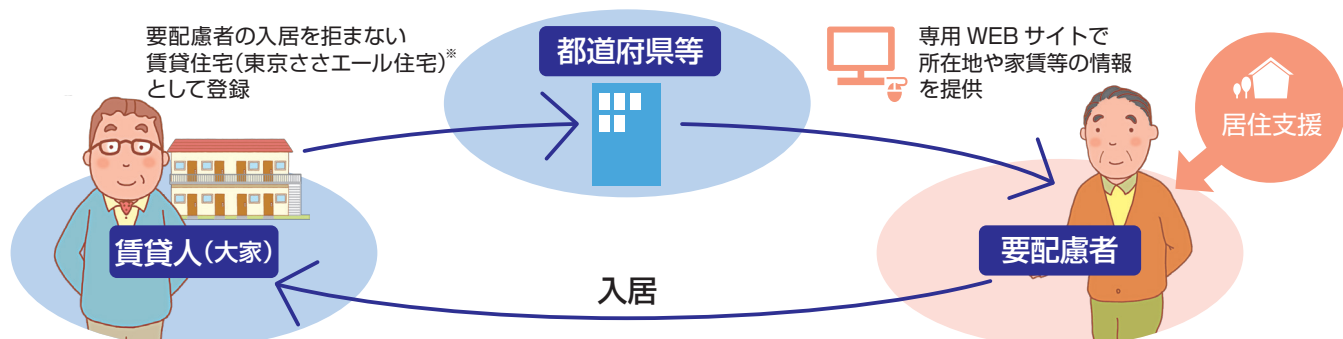 要配慮者の入居を拒まない
賃貸住宅(東京ささエール住宅)※
として登録
都道府県等
専用 WEB サイトで
所在地や家賃等の情報
を提供
居住支援
賃貸人(大家)
要配慮者
入居